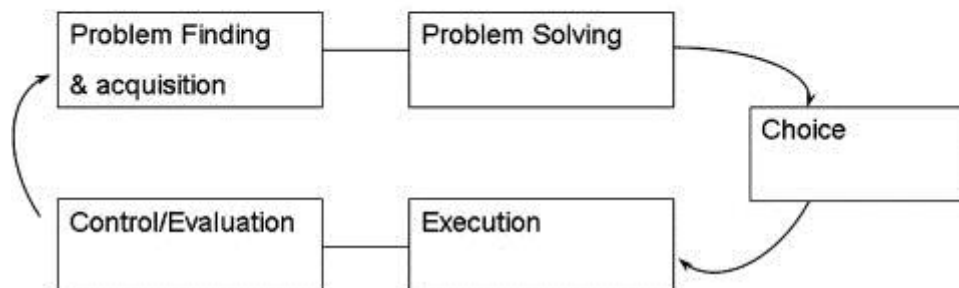 Problem Finding
& acquisition
Problem Solving
Choice
Control/Evaluation
Execution